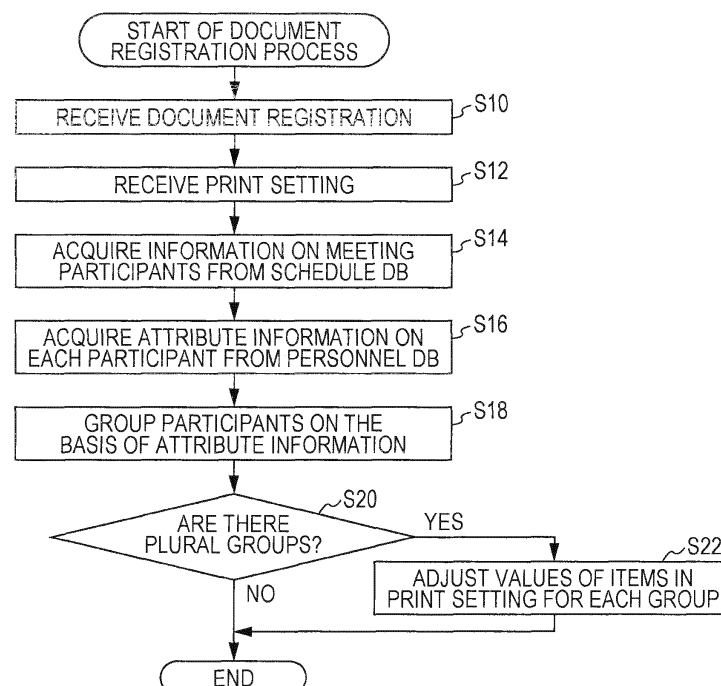 START OF DOCUMENT
REGISTRATION PROCESS
RECEIVE DOCUMENT REGISTRATION
S10
RECEIVE PRINT SETTING
S12
ACQUIRE INFORMATION ON MEETING
PARTICIPANTS FROM SCHEDULE DB
S14
ACQUIRE ATTRIBUTE INFORMATION ON
EACH PARTICIPANT FROM PERSONNEL DB
S16
GROUP PARTICIPANTS ON THE
BASIS OF ATTRIBUTE INFORMATION
S18
ARE THERE
PLURAL GROUPS?
S20
YES
NO
ADJUST VALUES OF ITEMS IN
PRINT SETTING FOR EACH GROUP
S22
END